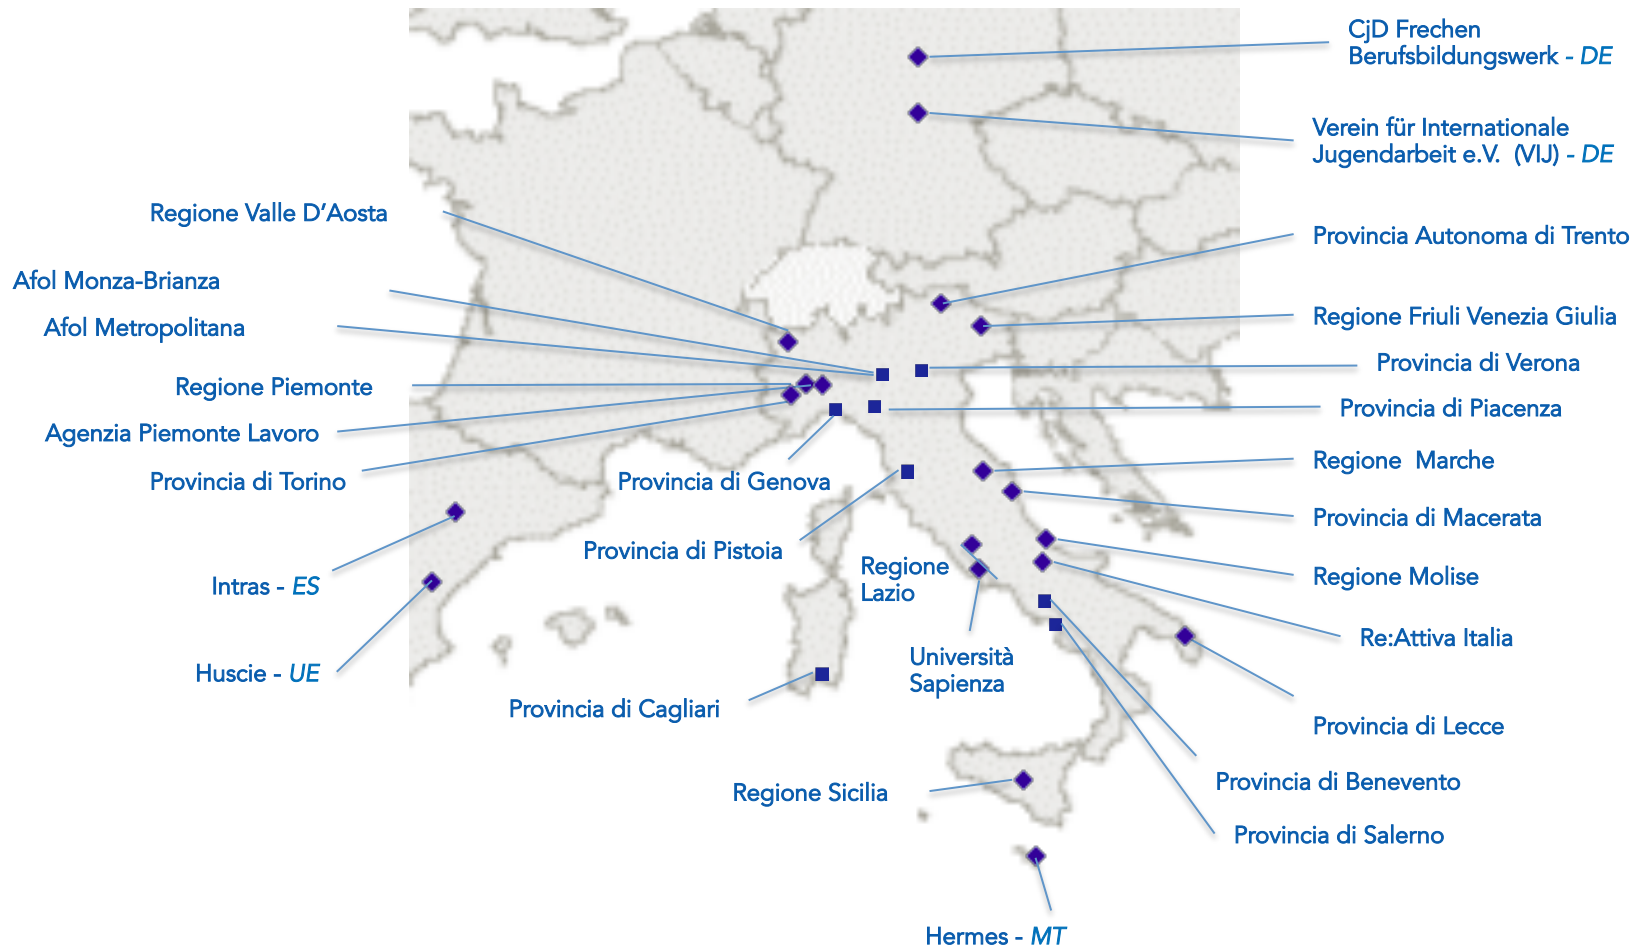 CjD Frechen
Berufsbildungswerk - DE
Verein für Internationale
Jugendarbeit e.V. (VIJ) - DE
Regione Valle D’Aosta
Provincia Autonoma di Trento
Afol Monza-Brianza
Regione Friuli Venezia Giulia
Afol Metropolitana
Provincia di Verona
Regione Piemonte
Provincia di Piacenza
Agenzia Piemonte Lavoro
Regione Marche
Provincia di Torino
Provincia di Genova
Provincia di Macerata
Provincia di Pistoia
Regione
Lazio
Regione Molise
Intras - ES
Re:Attiva Italia
Università
Sapienza
Huscie - UE
Provincia di Cagliari
Provincia di Lecce
Provincia di Benevento
Regione Sicilia
Provincia di Salerno
Hermes - MT